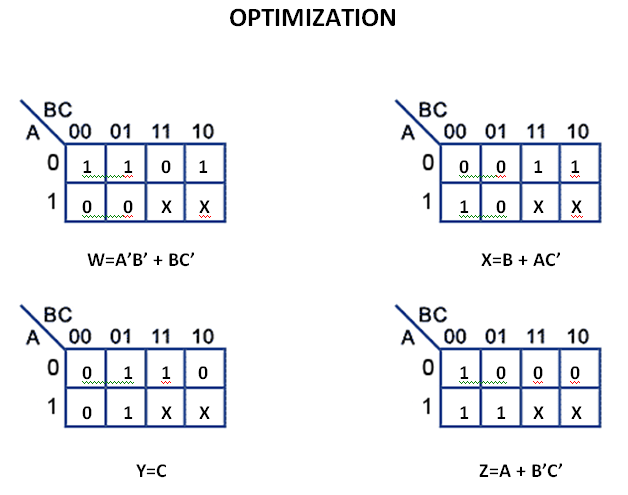 OPTIMIZATION
BC
A 00 01 11 10
0 1 1 0 1
1 0 0 X X
W=A’B’ + BC’
BC
A 00 01 11 10
0 0 0 1 1
1 1 0 X X
X=B + AC’
BC
A 00 01 11 10
0 0 1 1 0
1 0 1 X X
Y=C
BC
A 00 01 11 10
0 1 0 0 0
1 1 1 X X
Z=A + B’C’